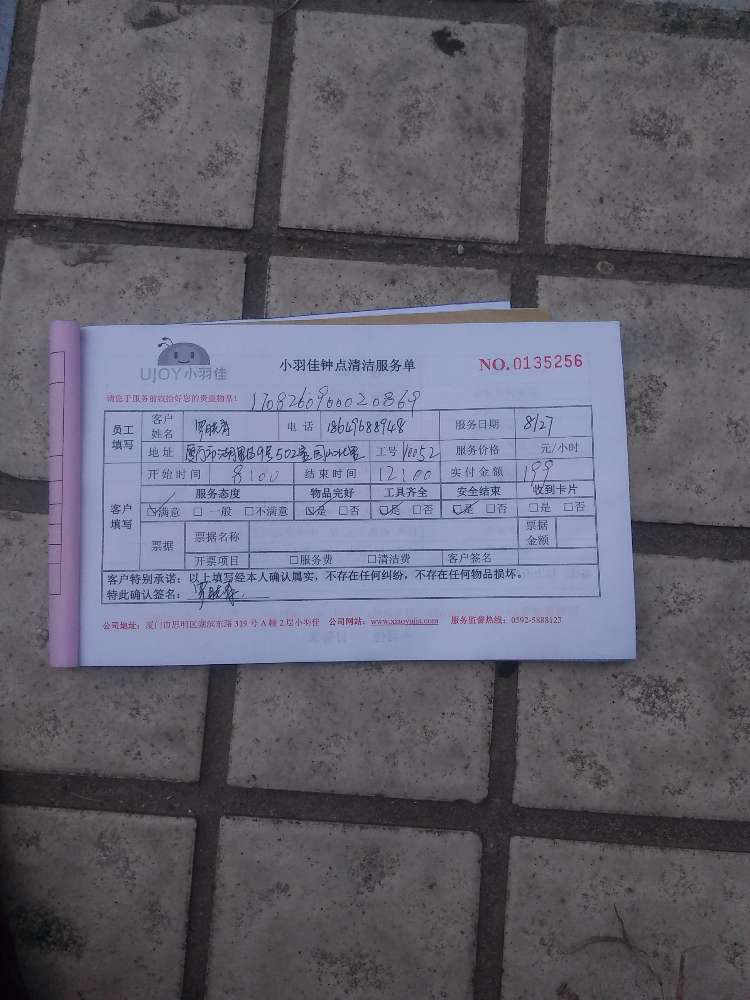 UJOY小羽佳
小羽佳钟点清洁服务单
NO.0135256
请您于服务前收拾好您的贵重物品!
1708260900020869
员工填写 客户姓名 电话 18649688948 服务日期 8/27
地址 厦门市湖里 502室 工号 10052 服务价格 元/小时
客户填写 开始时间 8:00 结束时间 12:00 实付金额 199
服务态度 物品完好 工具齐全 安全结束 收到卡片
☑满意 □一般 □不满意 ☑是 □否 ☑是 □否 ☑是 □否 □是 □否
票据 票据名称 票据金额
开票项目 □服务费 □清洁费 客户签名
客户特别承诺:以上填写经本人确认属实,不存在任何纠纷,不存在任何物品损坏。
特此确认签名:
公司地址:厦门市思明区湖滨东路319号A幢2层小羽佳 公司网站:www.xiaoyujia.com 服务监督热线:0592-5888123